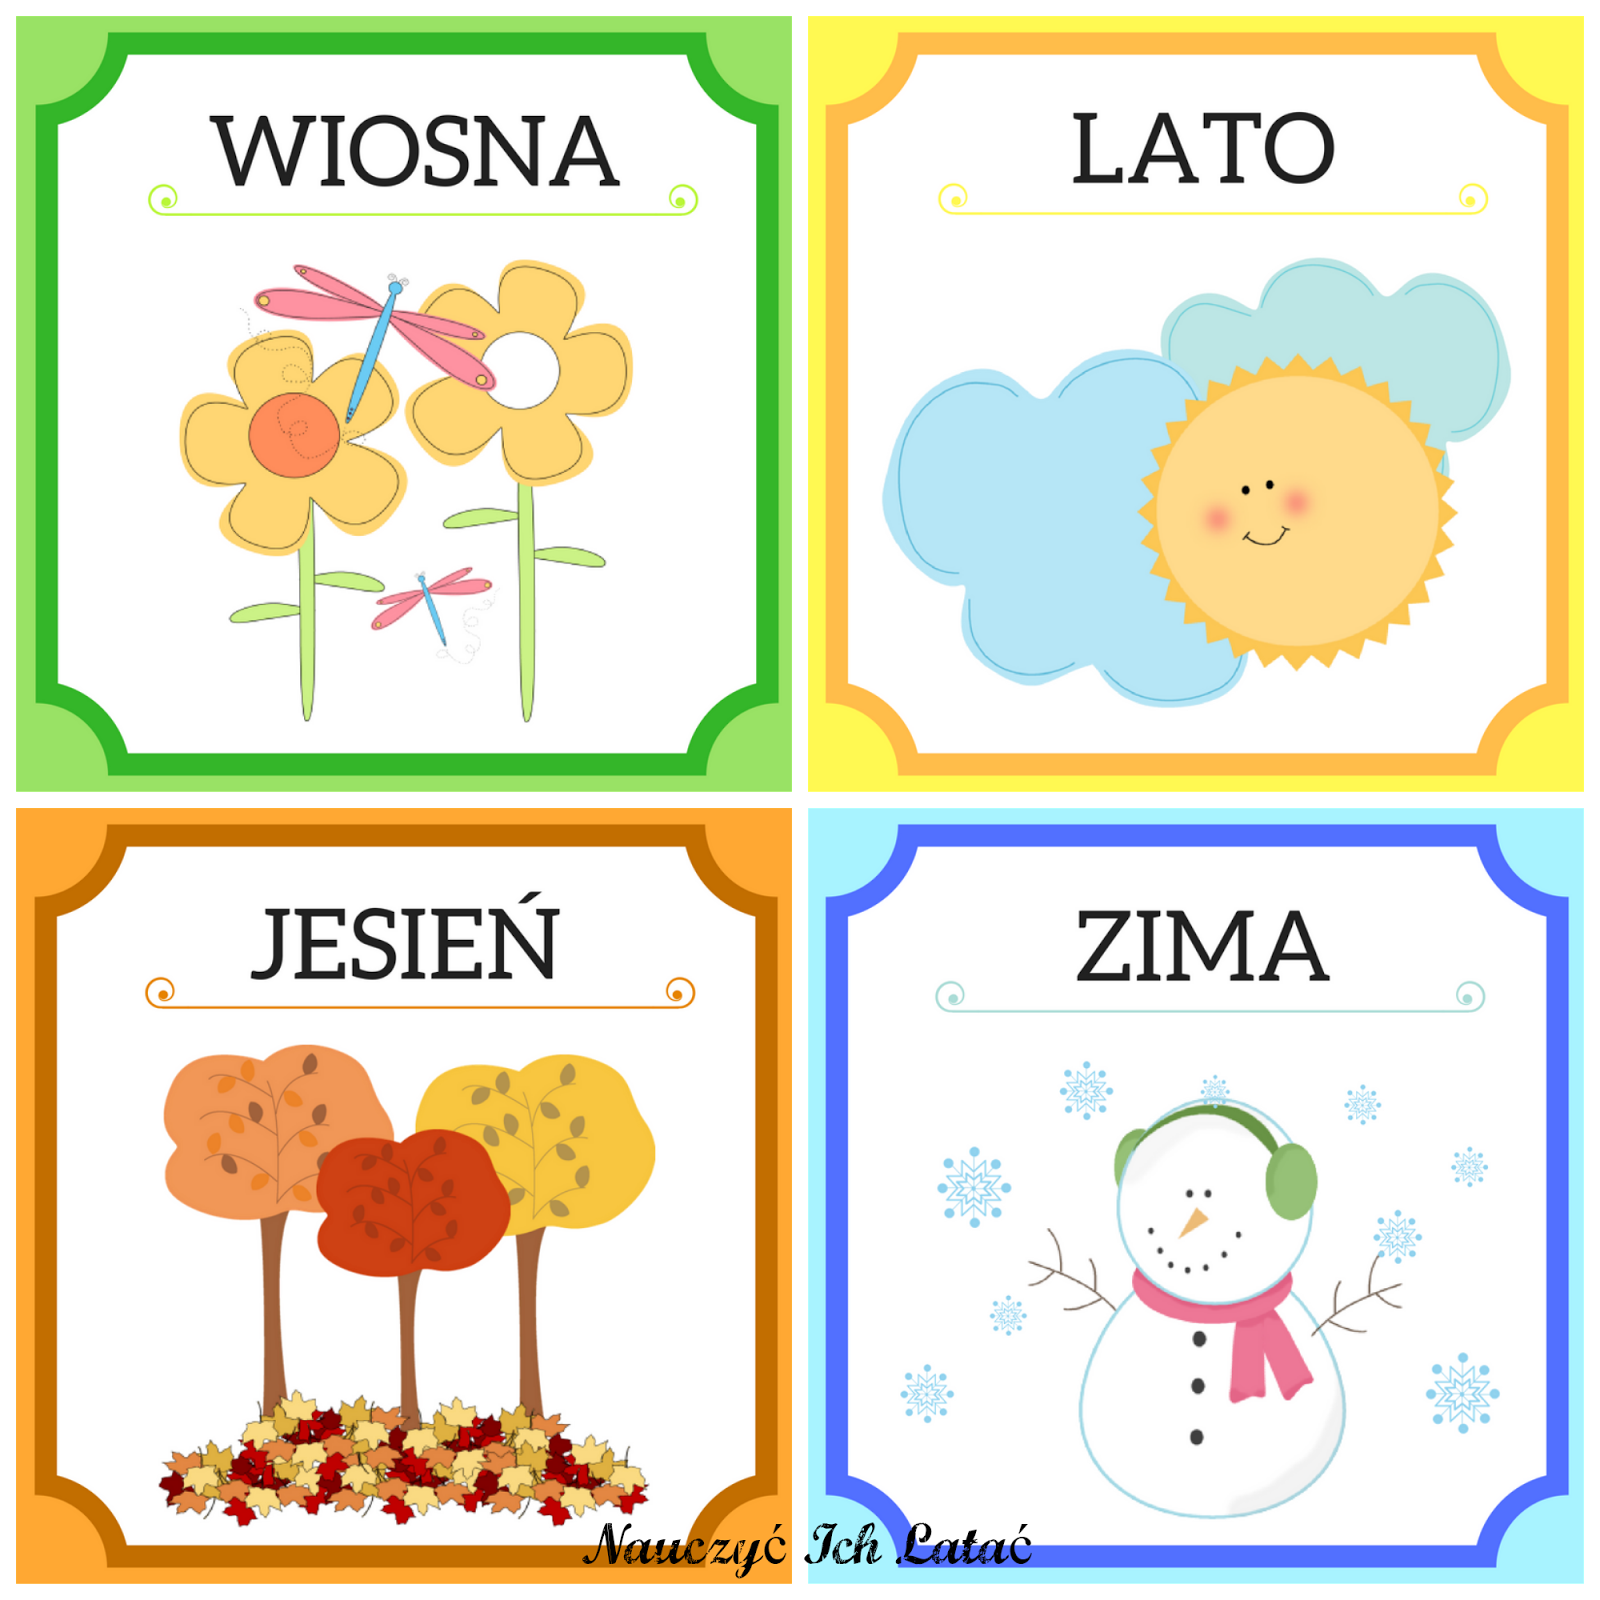 WIOSNA
LATO
JESIEŃ
ZIMA
Nauczyć Ich Latać